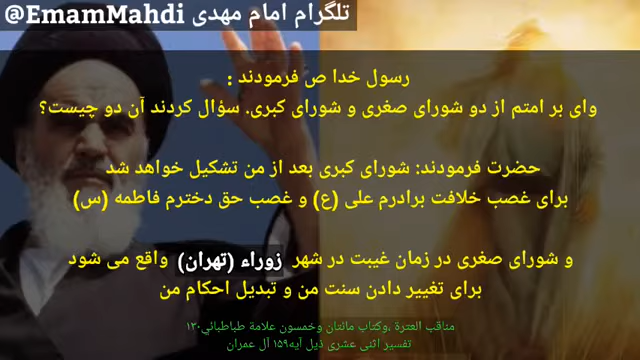 تلگرام امام مهدی @EmamMahdi
رسول خدا ص فرمودند :
وای بر امتم از دو شورای صغری و شورای کبری. سؤال کردند آن دو چیست؟
حضرت فرمودند: شورای کبری بعد از من تشکیل خواهد شد
برای غصب خلافت برادرم علی (ع) و غصب حق دخترم فاطمه (س)
و شورای صغری در زمان غیبت در شهر زوراء (تهران) واقع می شود
برای تغییر دادن سنت من و تبدیل احکام من
مناقب العترة ،وکتاب مائتان وخمسون علامة طباطبائي١٣٠
تفسیر اثنی عشری ذیل آیه١۵٩ آل عمران